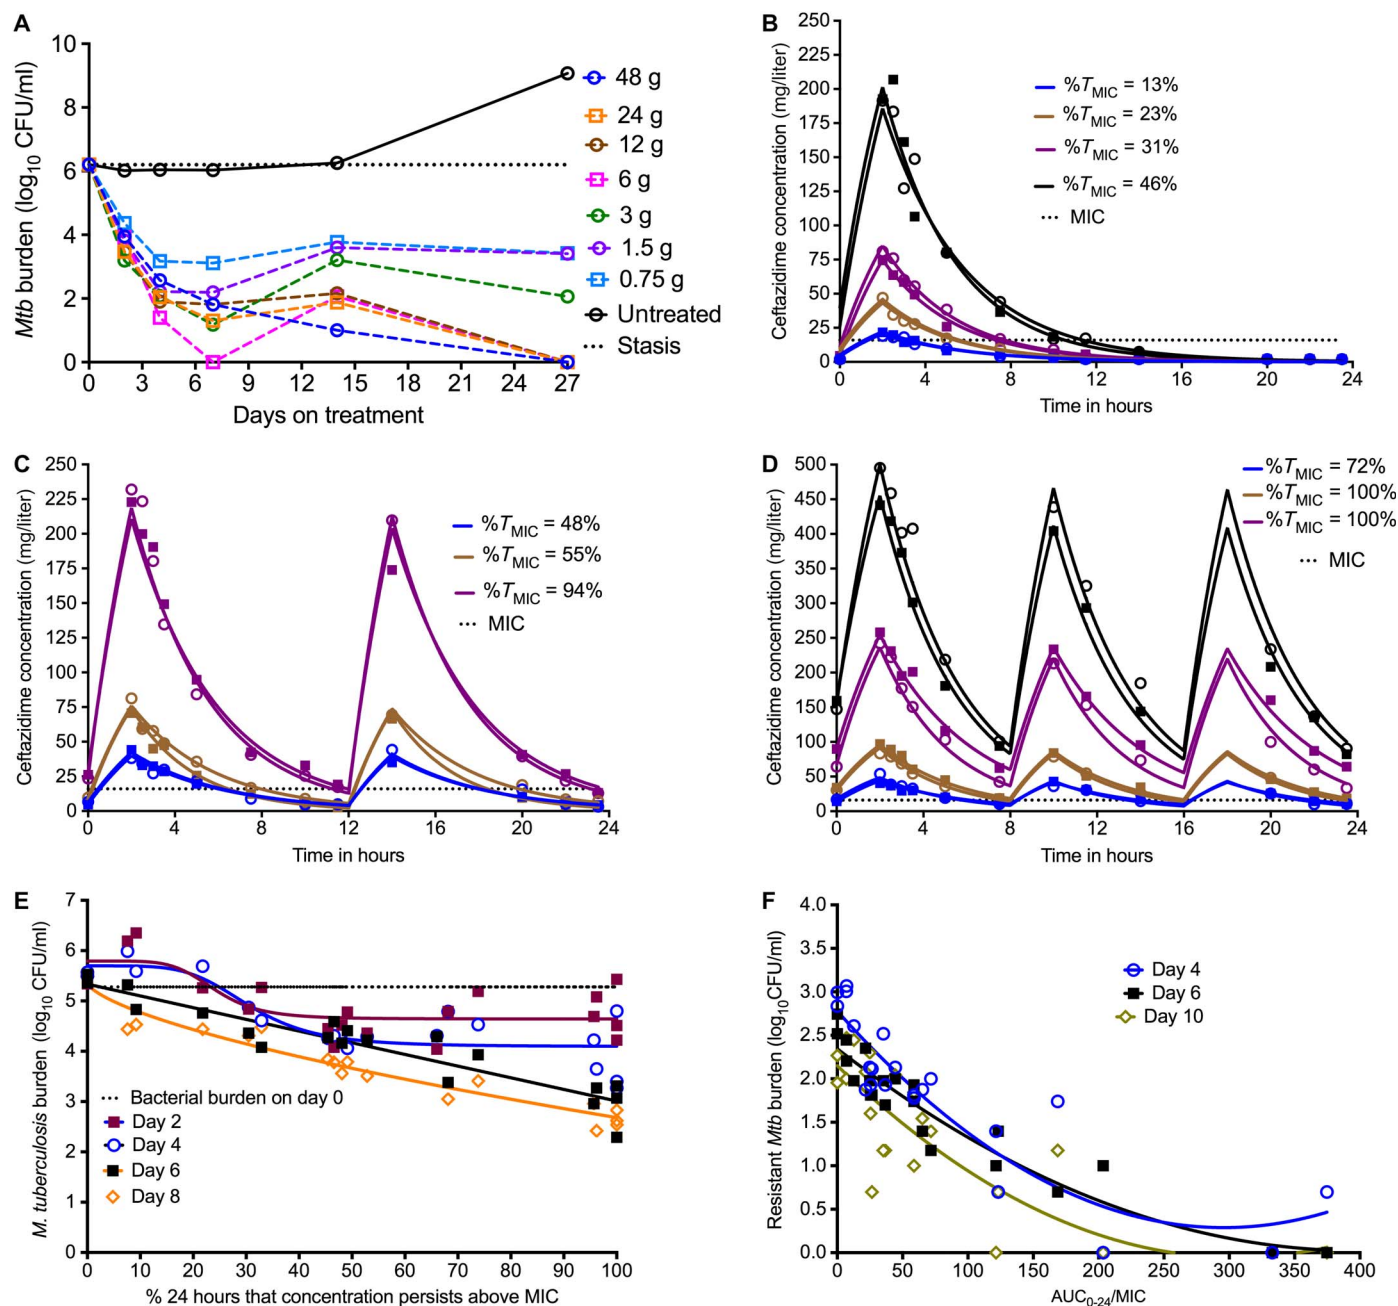 A
Mtb burden (log10 CFU/ml)
10
8
6
4
2
0
0 3 6 9 12 15 18 21 24 27
Days on treatment
48 g
24 g
12 g
6 g
3 g
1.5 g
0.75 g
Untreated
Stasis
B
Ceftazidime concentration (mg/liter)
250
225
200
175
150
125
100
75
50
25
0
0 4 8 12 16 20 24
Time in hours
%TMIC = 13%
%TMIC = 23%
%TMIC = 31%
%TMIC = 46%
MIC
C
Ceftazidime concentration (mg/liter)
250
225
200
175
150
125
100
75
50
25
0
0 4 8 12 16 20 24
Time in hours
%TMIC = 48%
%TMIC = 55%
%TMIC = 94%
MIC
D
Ceftazidime concentration (mg/liter)
500
450
400
350
300
250
200
150
100
50
0
0 4 8 12 16 20 24
Time in hours
%TMIC = 72%
%TMIC = 100%
%TMIC = 100%
MIC
E
M. tuberculosis burden (log10 CFU/ml)
7
6
5
4
3
2
1
0
0 10 20 30 40 50 60 70 80 90 100
% 24 hours that concentration persists above MIC
Bacterial burden on day 0
Day 2
Day 4
Day 6
Day 8
F
Resistant Mtb burden (log10CFU/ml)
4.0
3.5
3.0
2.5
2.0
1.5
1.0
0.5
0.0
0 50 100 150 200 250 300 350 400
AUC0-24/MIC
Day 4
Day 6
Day 10